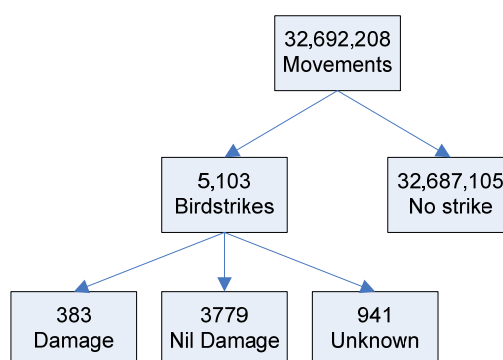 32,692,208
Movements
5,103
Birdstrikes
32,687,105
No strike
383
Damage
3779
Nil Damage
941
Unknown